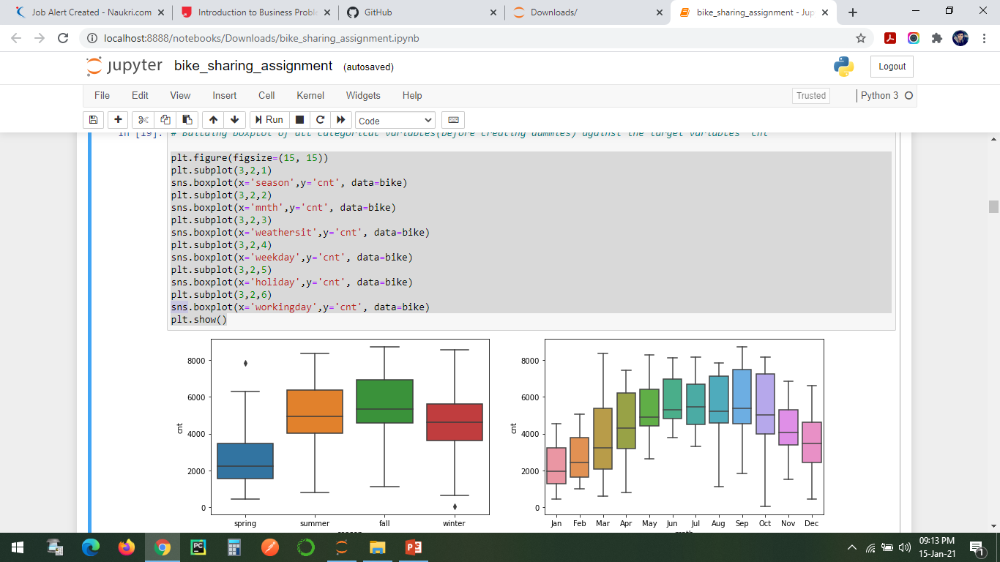 Job Alert Created - Naukri.com
Introduction to Business Proble
GitHub
Downloads/
bike_sharing_assignment - Jup
localhost:8888/notebooks/Downloads/bike_sharing_assignment.ipynb
jupyter bike_sharing_assignment (autosaved)
Logout
File Edit View Insert Cell Kernel Widgets Help
Trusted
Python 3
Run
Code
In [19]: # Building boxplot of all categorical variables(before creating dummies) against the target variables 'cnt'
plt.figure(figsize=(15, 15))
plt.subplot(3,2,1)
sns.boxplot(x='season',y='cnt', data=bike)
plt.subplot(3,2,2)
sns.boxplot(x='mnth',y='cnt', data=bike)
plt.subplot(3,2,3)
sns.boxplot(x='weathersit',y='cnt', data=bike)
plt.subplot(3,2,4)
sns.boxplot(x='weekday',y='cnt', data=bike)
plt.subplot(3,2,5)
sns.boxplot(x='holiday',y='cnt', data=bike)
plt.subplot(3,2,6)
sns.boxplot(x='workingday',y='cnt', data=bike)
plt.show()
8000
6000
4000
2000
0
cnt
spring summer fall winter
season
8000
6000
4000
2000
0
cnt
Jan Feb Mar Apr May Jun Jul Aug Sep Oct Nov Dec
mnth
09:13 PM
15-Jan-21
1